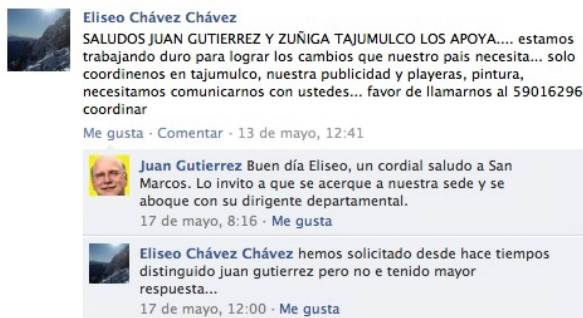 Eliseo Chávez Chávez
SALUDOS JUAN GUTIERREZ Y ZUÑIGA TAJUMULCO LOS APOYA.... estamos
trabajando duro para lograr los cambios que nuestro pais necesita... solo
coordinenos en tajumulco, nuestra publicidad y playeras, pintura,
necesitamos comunicarnos con ustedes... favor de llamarnos al 59016296
coordinar
Me gusta · Comentar · 13 de mayo, 12:41
Juan Gutierrez Buen día Eliseo, un cordial saludo a San
Marcos. Lo invito a que se acerque a nuestra sede y se
aboque con su dirigente departamental.
17 de mayo, 8:16 · Me gusta
Eliseo Chávez Chávez hemos solicitado desde hace tiempos
distinguido juan gutierrez pero no e tenido mayor
respuesta...
17 de mayo, 12:00 · Me gusta